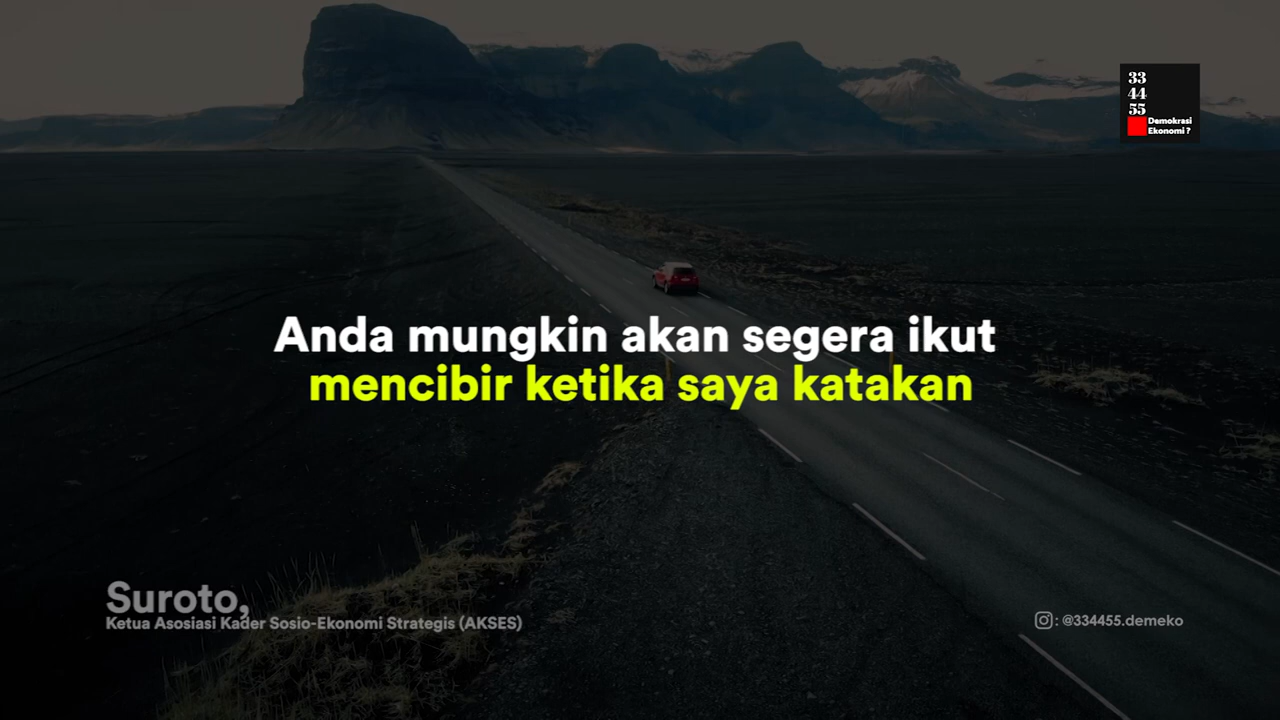 33
44
55
Demokrasi
Ekonomi ?
Anda mungkin akan segera ikut
mencibir ketika saya katakan
Suroto,
Ketua Asosiasi Kader Sosio-Ekonomi Strategis (AKSES)
: @334455.demeko